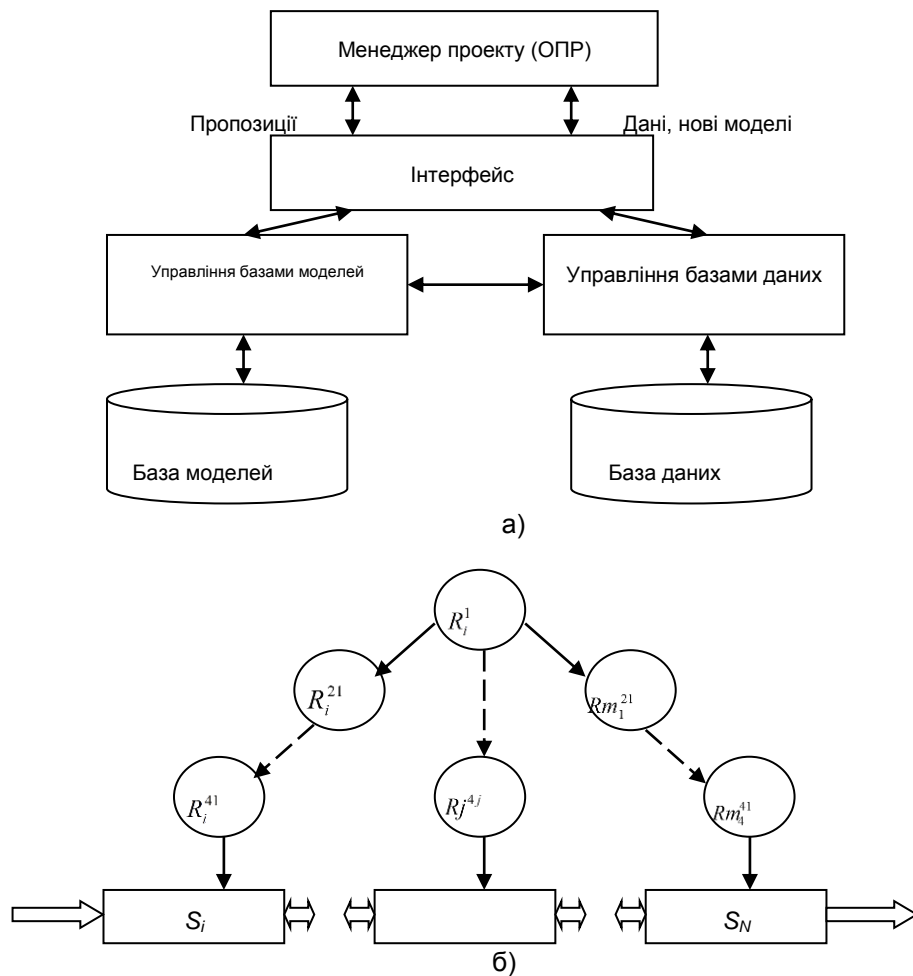 Менеджер проекту (ОПР)
Пропозиції
Дані, нові моделі
Інтерфейс
Управління базами моделей
Управління базами даних
База моделей
База даних
а)
R_i^1
R_i^{21}
Rm_1^{21}
R_i^{41}
Rj^{4j}
Rm_4^{41}
S_i
S_N
б)